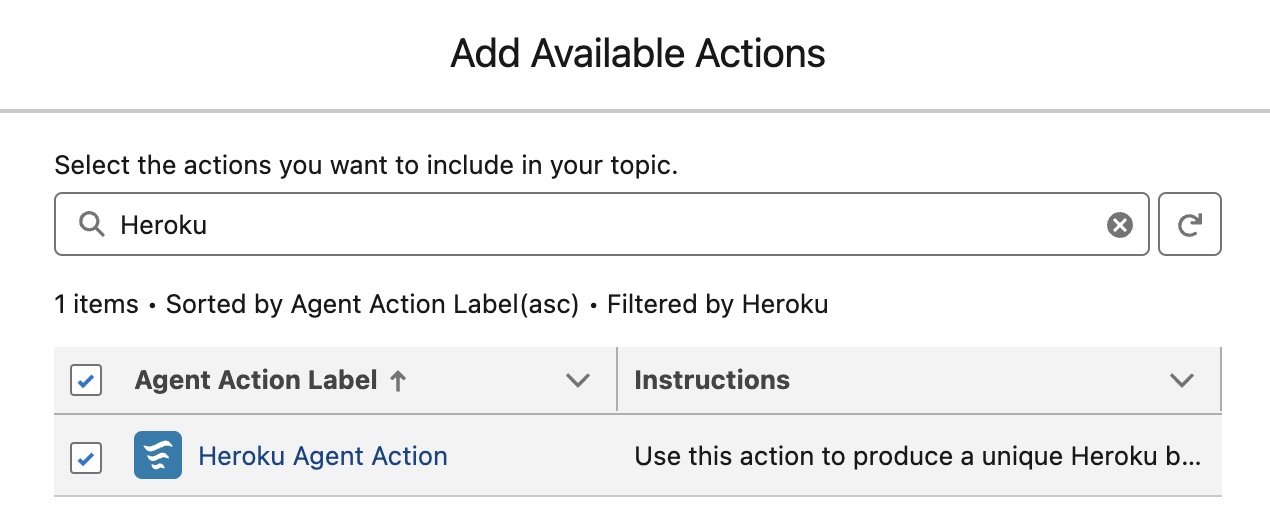 Add Available Actions
Select the actions you want to include in your topic.
Heroku
1 items • Sorted by Agent Action Label(asc) • Filtered by Heroku
Agent Action Label ↑ Instructions
Heroku Agent Action Use this action to produce a unique Heroku b...